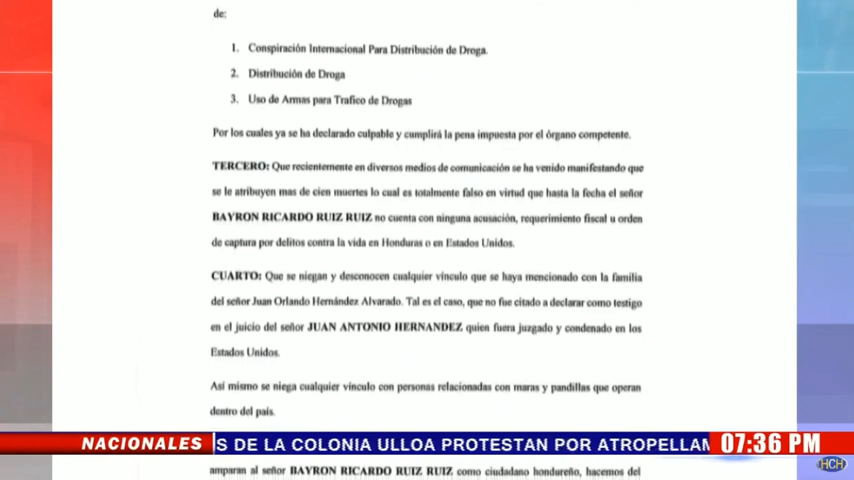 de:
1. Conspiración Internacional Para Distribución de Droga.
2. Distribución de Droga
3. Uso de Armas para Trafico de Drogas
Por los cuales ya se ha declarado culpable y cumplirá la pena impuesta por el órgano competente.
TERCERO: Que recientemente en diversos medios de comunicación se ha venido manifestando que
se le atribuyen mas de cien muertes lo cual es totalmente falso en virtud que hasta la fecha el señor
BAYRON RICARDO RUIZ RUIZ no cuenta con ninguna acusación, requerimiento fiscal u orden
de captura por delitos contra la vida en Honduras o en Estados Unidos.
CUARTO: Que se niegan y desconocen cualquier vínculo que se haya mencionado con la familia
del señor Juan Orlando Hernández Alvarado. Tal es el caso, que no fue citado a declarar como testigo
en el juicio del señor JUAN ANTONIO HERNANDEZ quien fuera juzgado y condenado en los
Estados Unidos.
Así mismo se niega cualquier vínculo con personas relacionadas con maras y pandillas que operan
dentro del país.
NACIONALES S DE LA COLONIA ULLOA PROTESTAN POR ATROPELLAM 07:36 PM
HCH
amparan al señor BAYRON RICARDO RUIZ RUIZ como ciudadano hondureño, hacemos del